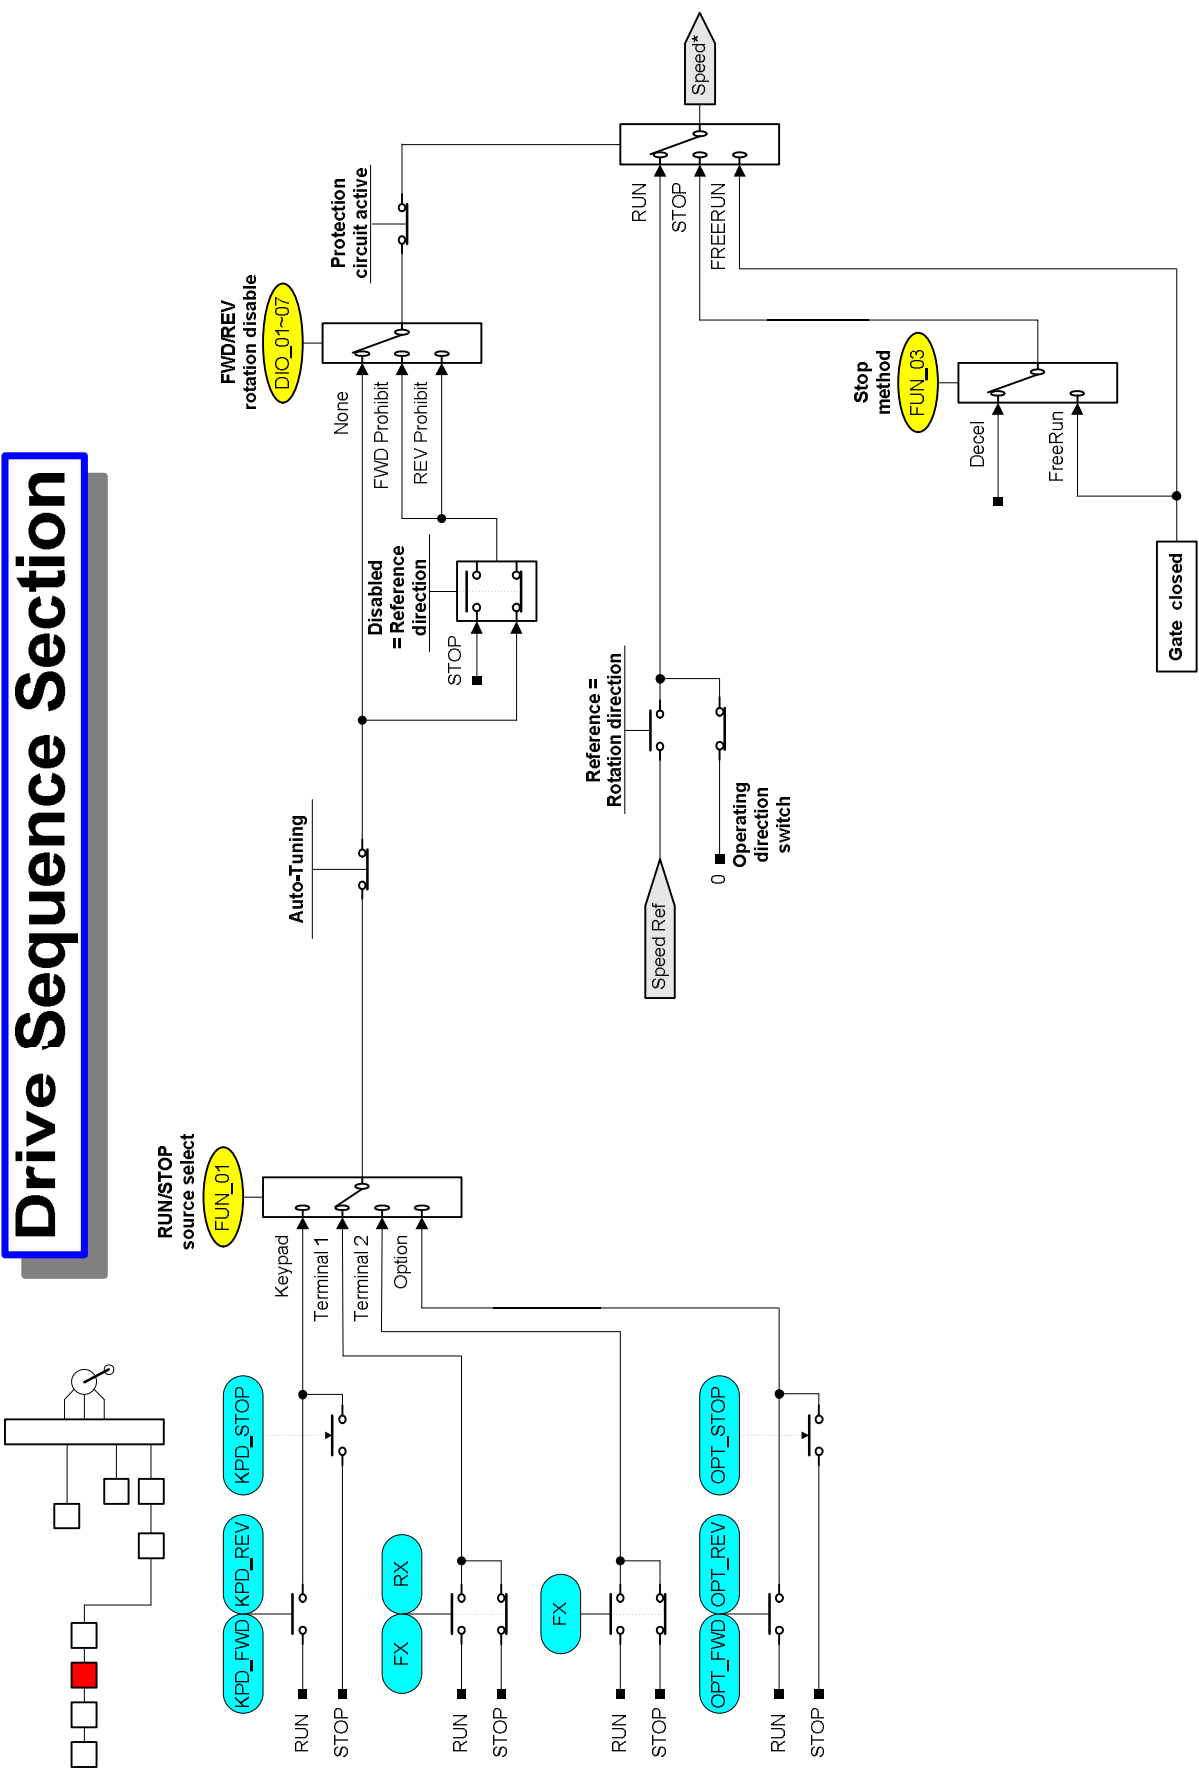 Drive Sequence Section
RUN/STOP
source select
FUN_01
Keypad
Terminal 1
Terminal 2
Option
KPD_FWD
KPD_REV
KPD_STOP
RUN
STOP
FX
RX
RUN
STOP
FX
RUN
STOP
OPT_FWD
OPT_REV
OPT_STOP
RUN
STOP
Auto-Tuning
Disabled
= Reference
direction
STOP
FWD/REV
rotation disable
DIO_01~07
None
FWD Prohibit
REV Prohibit
Protection
circuit active
Speed Ref
Reference =
Rotation direction
0
Operating
direction
switch
RUN
STOP
FREERUN
Speed*
Stop
method
FUN_03
Decel
FreeRun
Gate closed